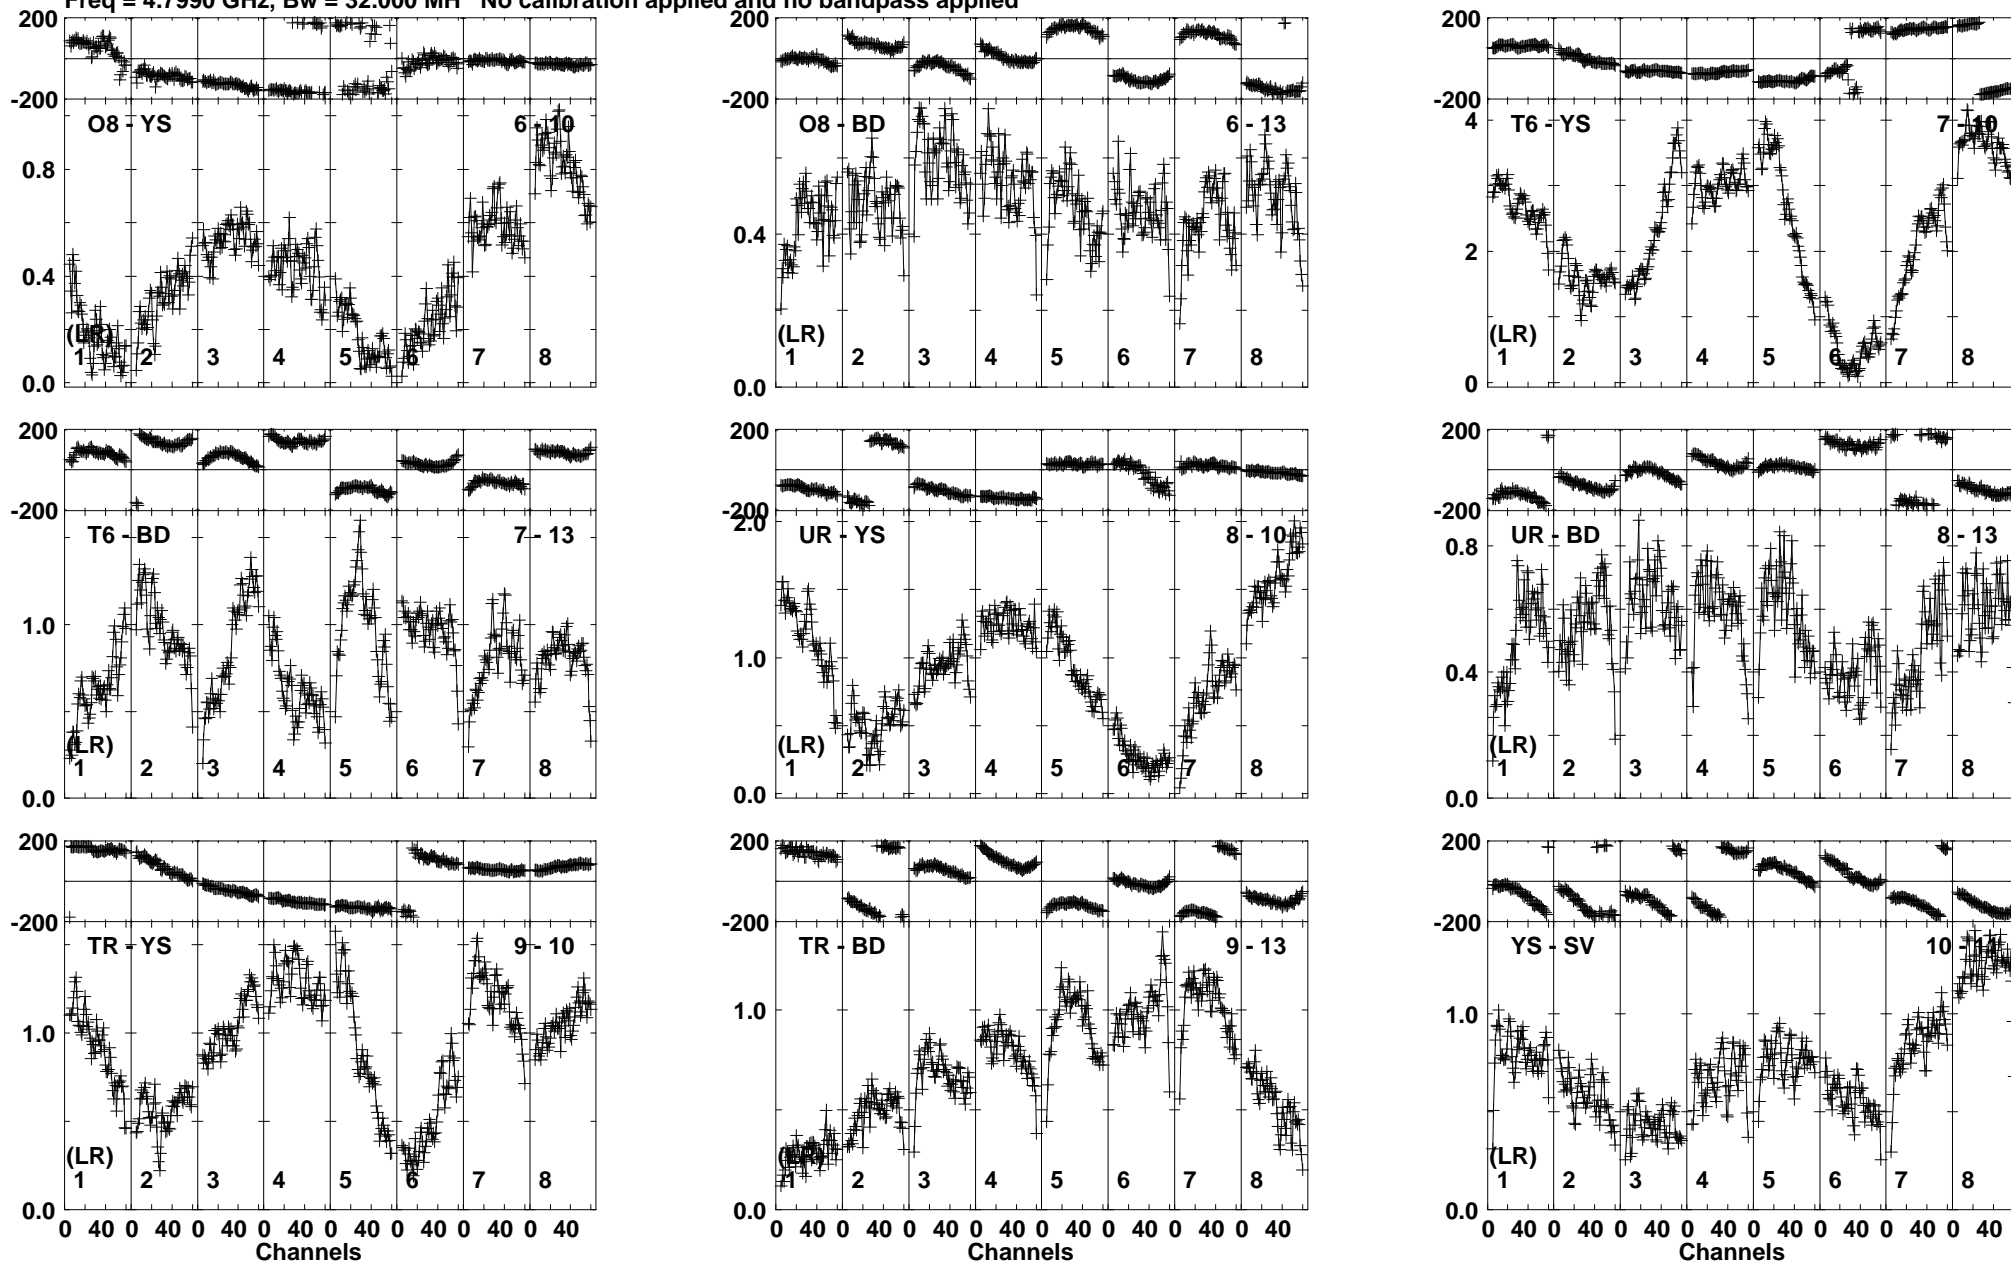 Freq = 4.7990 GHz, Bw = 32.000 MH No calibration applied and no bandpass applied
200 200 200
-200 -200 -200
O8 - YS 6 - 10 O8 - BD 6 - 13 T6 - YS 7 - 10
4
0.8
0.4
2
0.4
(LR) (LR) (LR)
1 2 3 4 5 6 7 8 1 2 3 4 5 6 7 8 1 2 3 4 5 6 7 8
0.0 0.0 0
200 200 200
-200 -200 -200
T6 - BD 7 - 13 UR - YS 8 - 10 UR - BD 8 - 13
2.0
0.8
1.0
1.0
0.4
(LR) (LR) (LR)
1 2 3 4 5 6 7 8 1 2 3 4 5 6 7 8 1 2 3 4 5 6 7 8
0.0 0.0 0.0
200 200 200
-200 -200 -200
TR - YS 9 - 10 TR - BD 9 - 13 YS - SV 10 - 11
1.0 1.0 1.0
(LR) (LR) (LR)
1 2 3 4 5 6 7 8 1 2 3 4 5 6 7 8 1 2 3 4 5 6 7 8
0.0 0.0 0.0
0 40 0 40 0 40 0 40 0 40 0 40 0 40 0 40 0 40 0 40 0 40 0 40 0 40 0 40 0 40 0 40 0 40 0 40 0 40 0 40 0 40 0 40 0 40 0 40
Channels Channels Channels